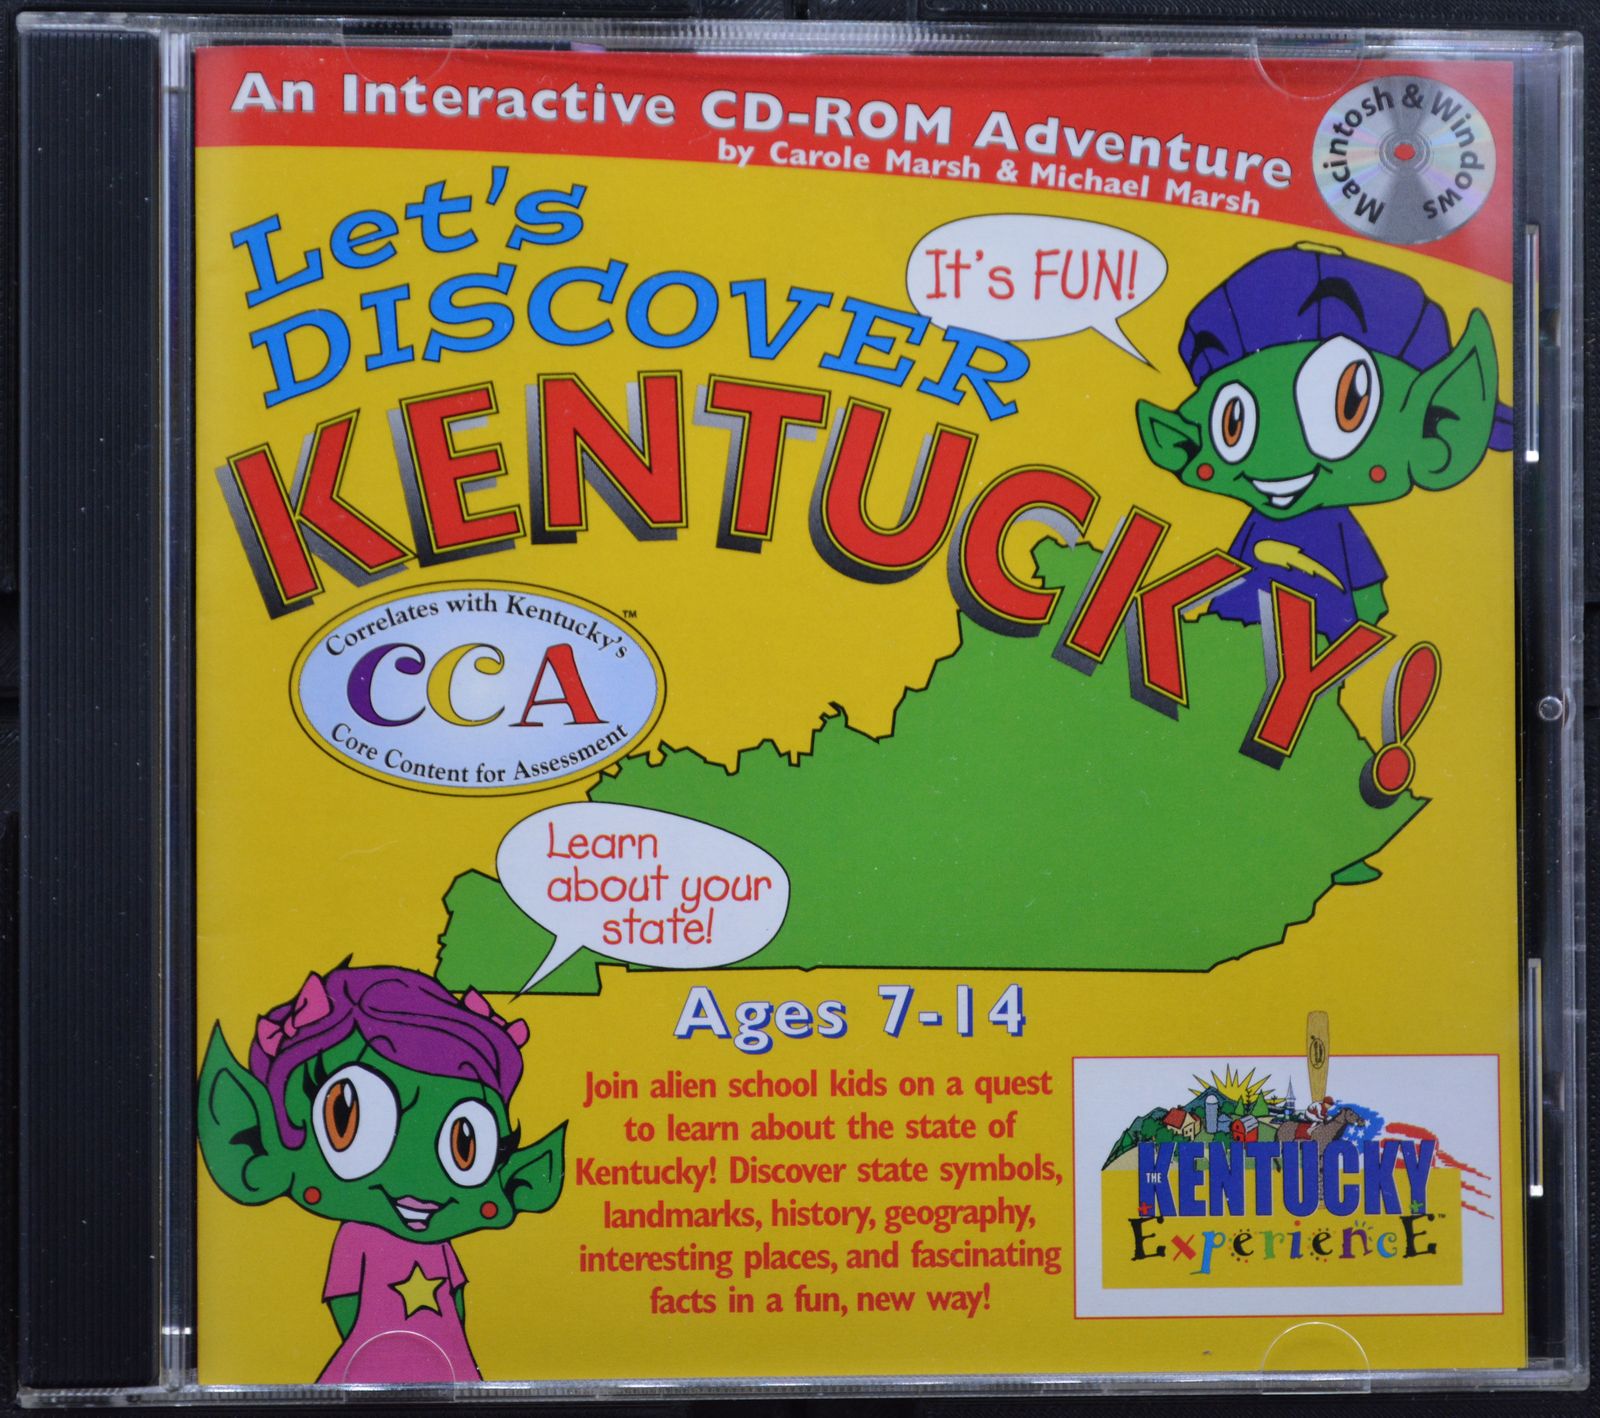 An Interactive CD-ROM Adventure
by Carole Marsh & Michael Marsh
Macintosh & Windows
Let's
DISCOVER
KENTUCKY!
It's FUN!
Correlates with Kentucky's
CCA™
Core Content for Assessment
Learn
about your
state!
Ages 7-14
Join alien school kids on a quest
to learn about the state of
Kentucky! Discover state symbols,
landmarks, history, geography,
interesting places, and fascinating
facts in a fun, new way!
THE KENTUCKY
ExpEriencE™